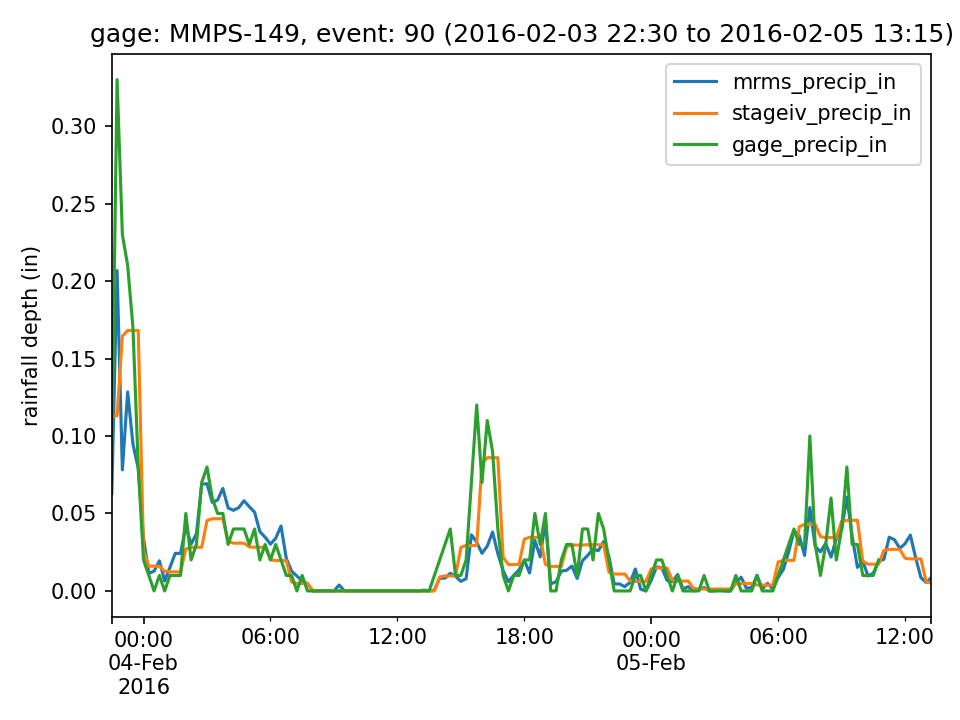 gage: MMPS-149, event: 90 (2016-02-03 22:30 to 2016-02-05 13:15)
mrms_precip_in
stageiv_precip_in
gage_precip_in
rainfall depth (in)
0.30
0.25
0.20
0.15
0.10
0.05
0.00
00:00 06:00 12:00 18:00 00:00 06:00 12:00
04-Feb 05-Feb
2016